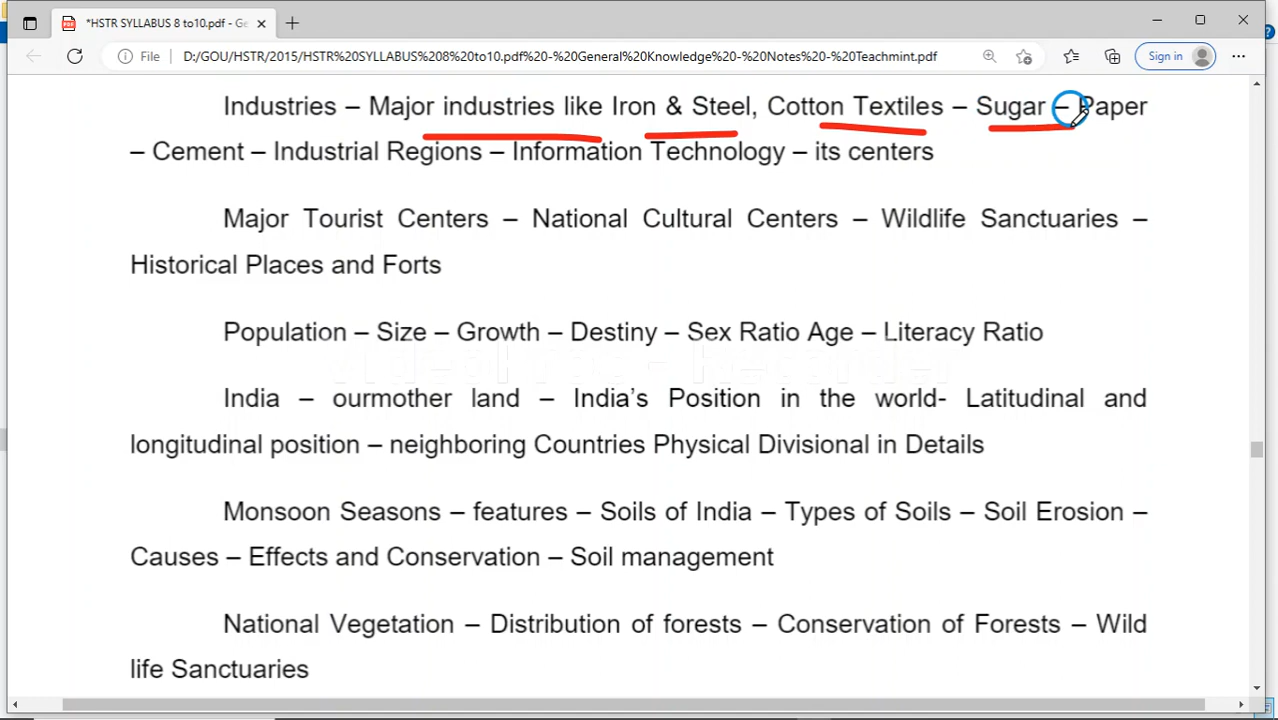 *HSTR SYLLABUS 8 to10.pdf - Ge
File D:/GOU/HSTR/2015/HSTR%20SYLLABUS%208%20to10.pdf%20-%20General%20Knowledge%20-%20Notes%20-%20Teachmint.pdf Sign in
Industries – Major industries like Iron & Steel, Cotton Textiles – Sugar – Paper
– Cement – Industrial Regions – Information Technology – its centers
Major Tourist Centers – National Cultural Centers – Wildlife Sanctuaries –
Historical Places and Forts
Population – Size – Growth – Destiny – Sex Ratio Age – Literacy Ratio
India – ourmother land – India’s Position in the world- Latitudinal and
longitudinal position – neighboring Countries Physical Divisional in Details
Monsoon Seasons – features – Soils of India – Types of Soils – Soil Erosion –
Causes – Effects and Conservation – Soil management
National Vegetation – Distribution of forests – Conservation of Forests – Wild
life Sanctuaries